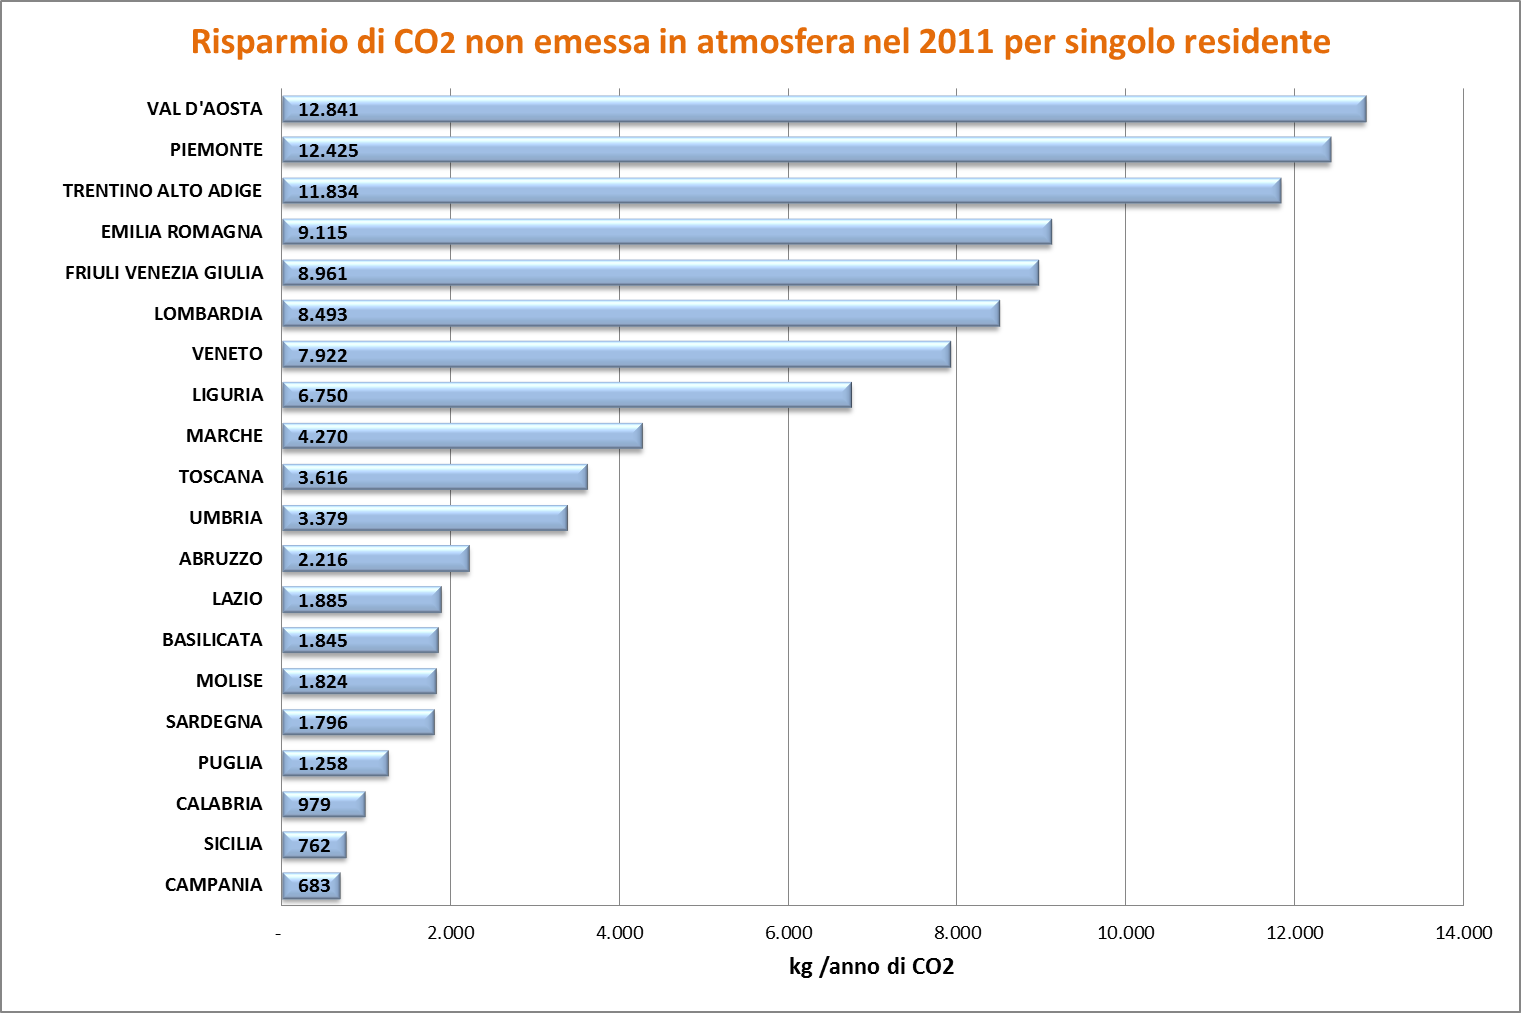 Risparmio di CO2 non emessa in atmosfera nel 2011 per singolo residente
VAL D'AOSTA 12.841
PIEMONTE 12.425
TRENTINO ALTO ADIGE 11.834
EMILIA ROMAGNA 9.115
FRIULI VENEZIA GIULIA 8.961
LOMBARDIA 8.493
VENETO 7.922
LIGURIA 6.750
MARCHE 4.270
TOSCANA 3.616
UMBRIA 3.379
ABRUZZO 2.216
LAZIO 1.885
BASILICATA 1.845
MOLISE 1.824
SARDEGNA 1.796
PUGLIA 1.258
CALABRIA 979
SICILIA 762
CAMPANIA 683
- 2.000 4.000 6.000 8.000 10.000 12.000 14.000
kg /anno di CO2